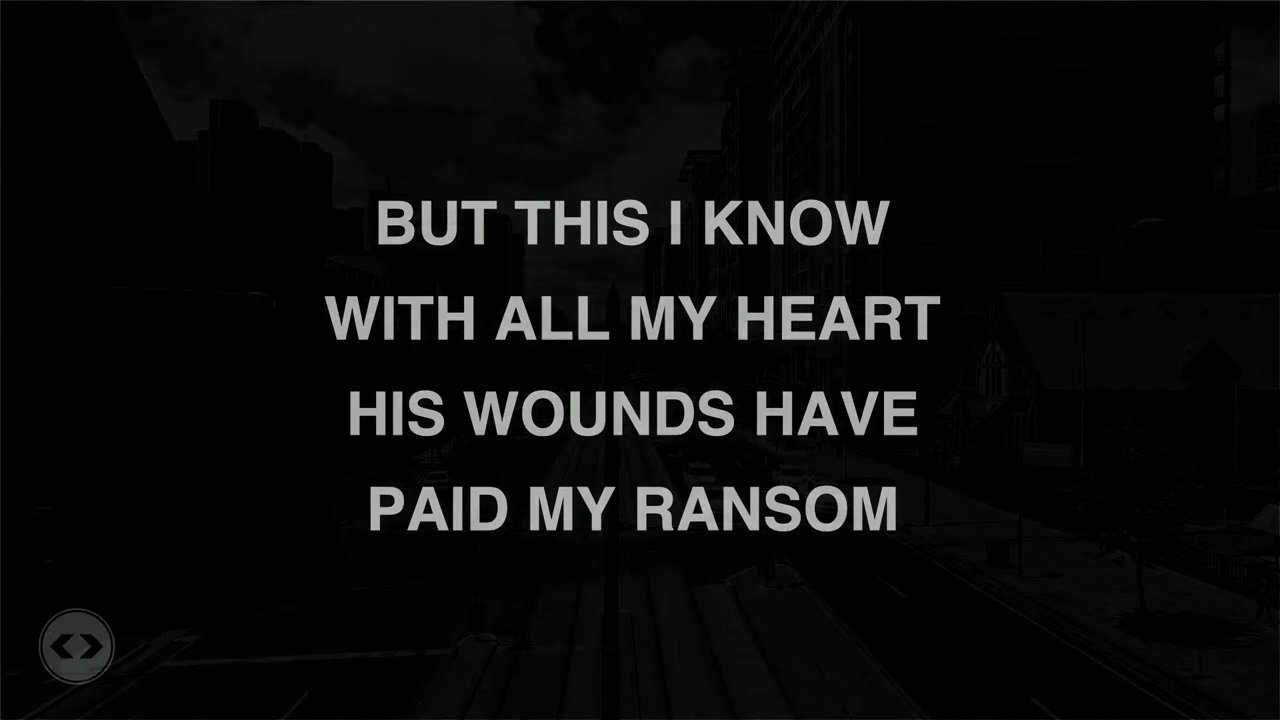 BUT THIS I KNOW
WITH ALL MY HEART
HIS WOUNDS HAVE
PAID MY RANSOM